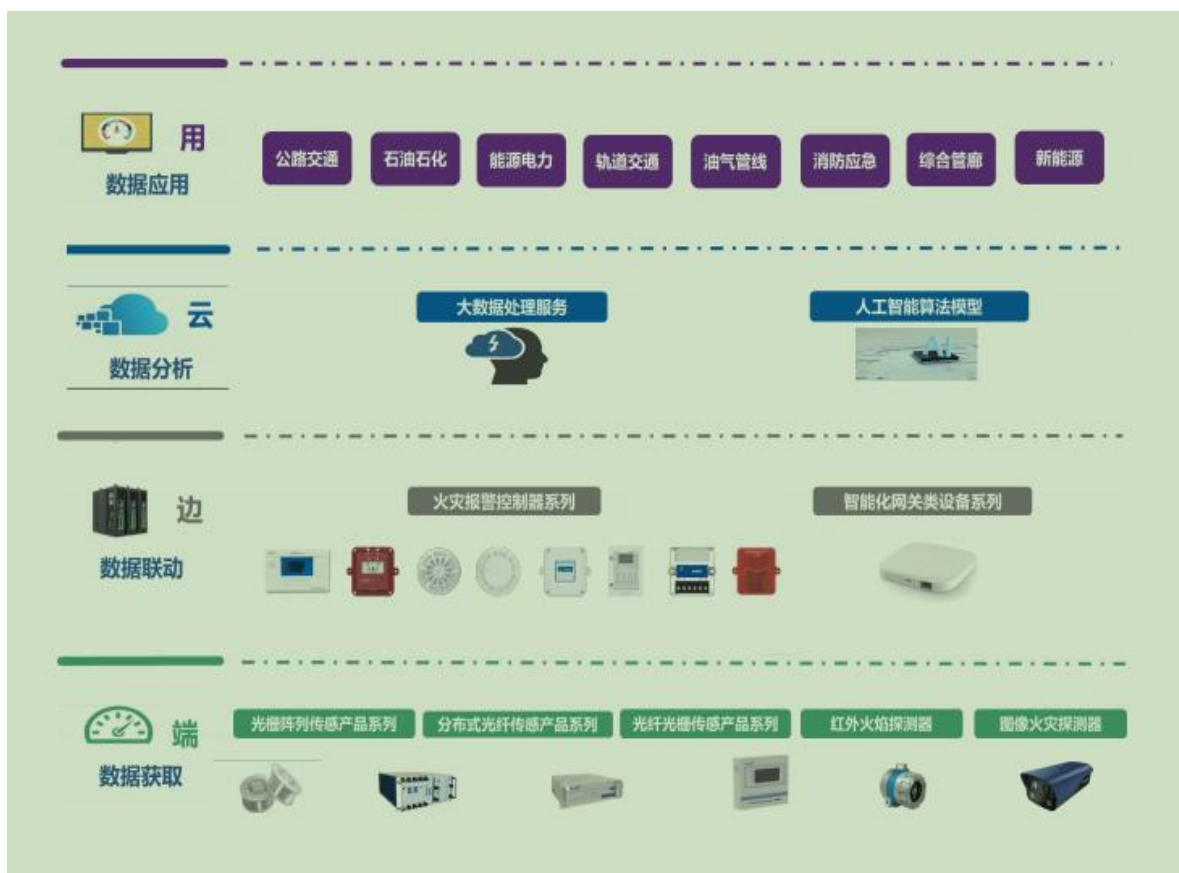 用
数据应用
公路交通
石油石化
能源电力
轨道交通
油气管线
消防应急
综合管廊
新能源
云
数据分析
大数据处理服务
人工智能算法模型
边
数据联动
火灾报警控制器系列
智能化网关类设备系列
端
数据获取
光栅阵列传感产品系列
分布式光纤传感产品系列
光纤光栅传感产品系列
红外火焰探测器
图像火灾探测器